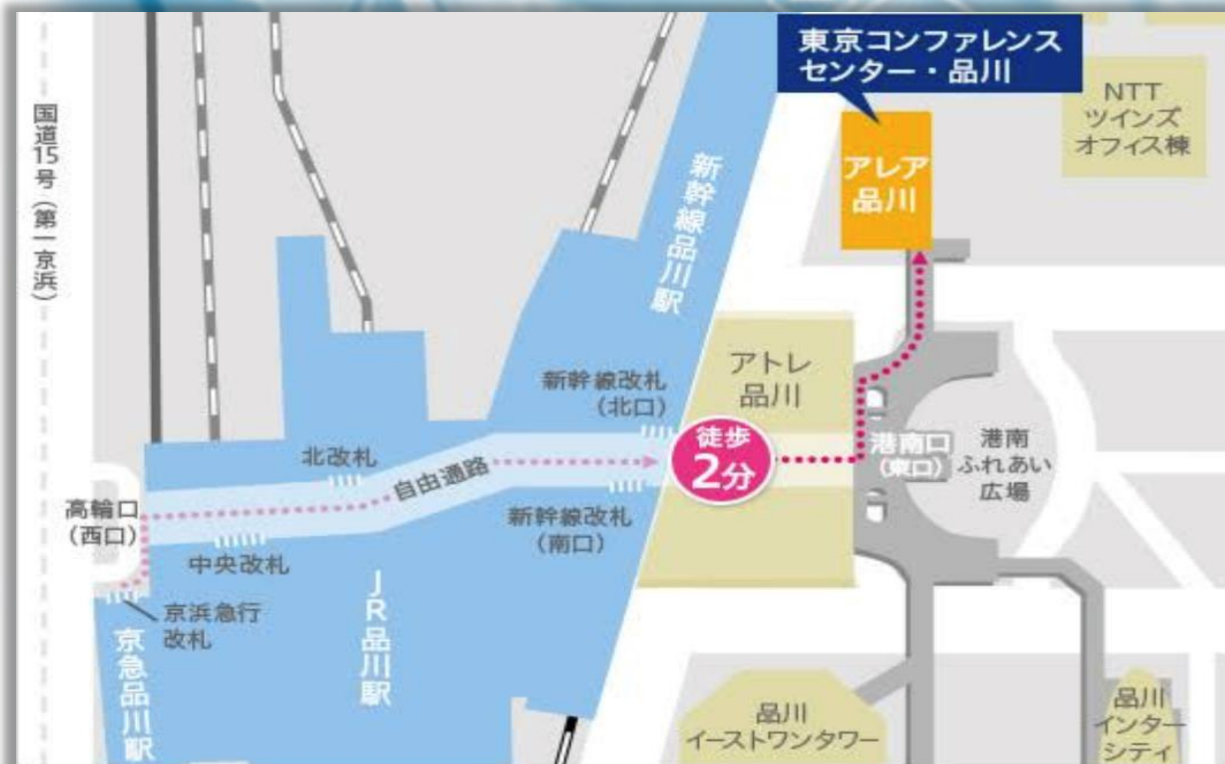 東京コンファレンス
センター・品川
NTT
ツインズ
オフィス棟
アレア
品川
国道15号（第一京浜）
新幹線品川駅
アトレ
品川
新幹線改札
（北口）
徒歩
2分
港南口
（東口）
港南
ふれあい
広場
北改札
自由通路
高輪口
（西口）
中央改札
新幹線改札
（南口）
京浜急行
改札
JR品川駅
京急品川駅
品川
イーストワンタワー
品川
インター
シティ